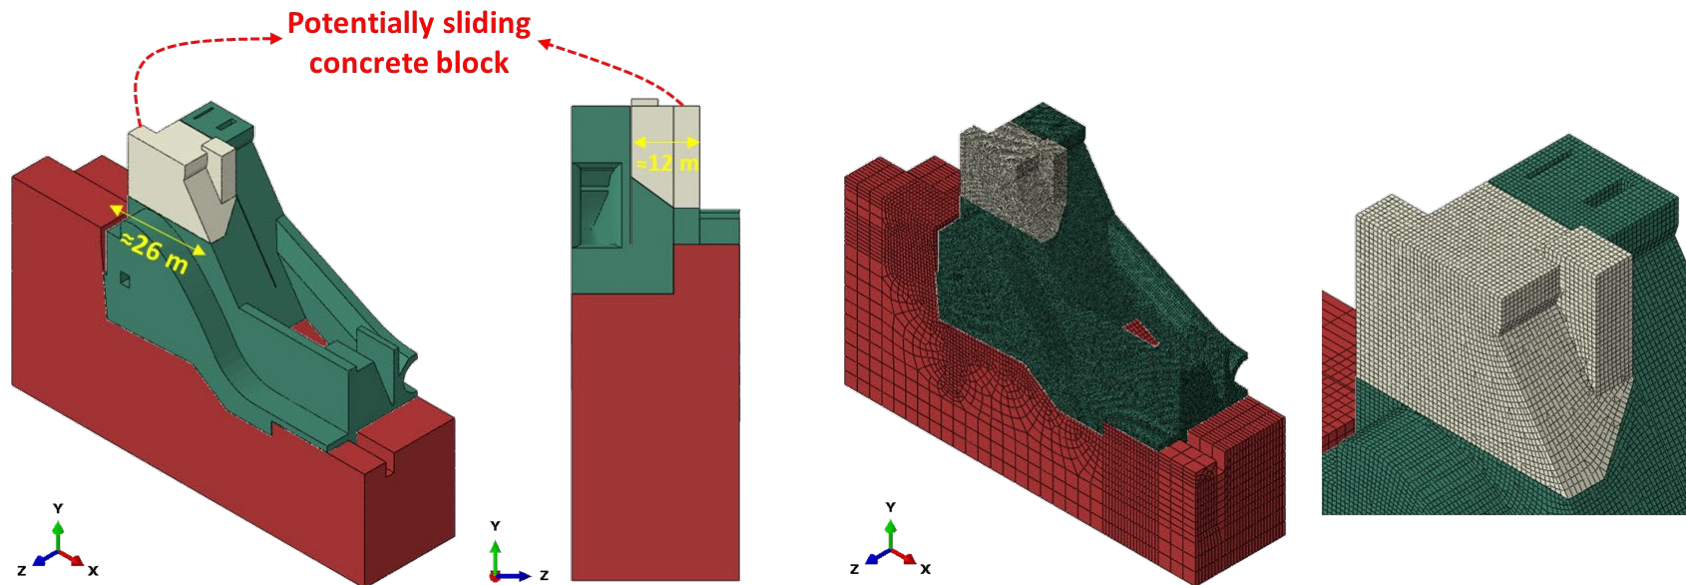 Potentially sliding
concrete block
≈26 m
≈12 m
Y
Z
X
Y
Z
Y
Z
X